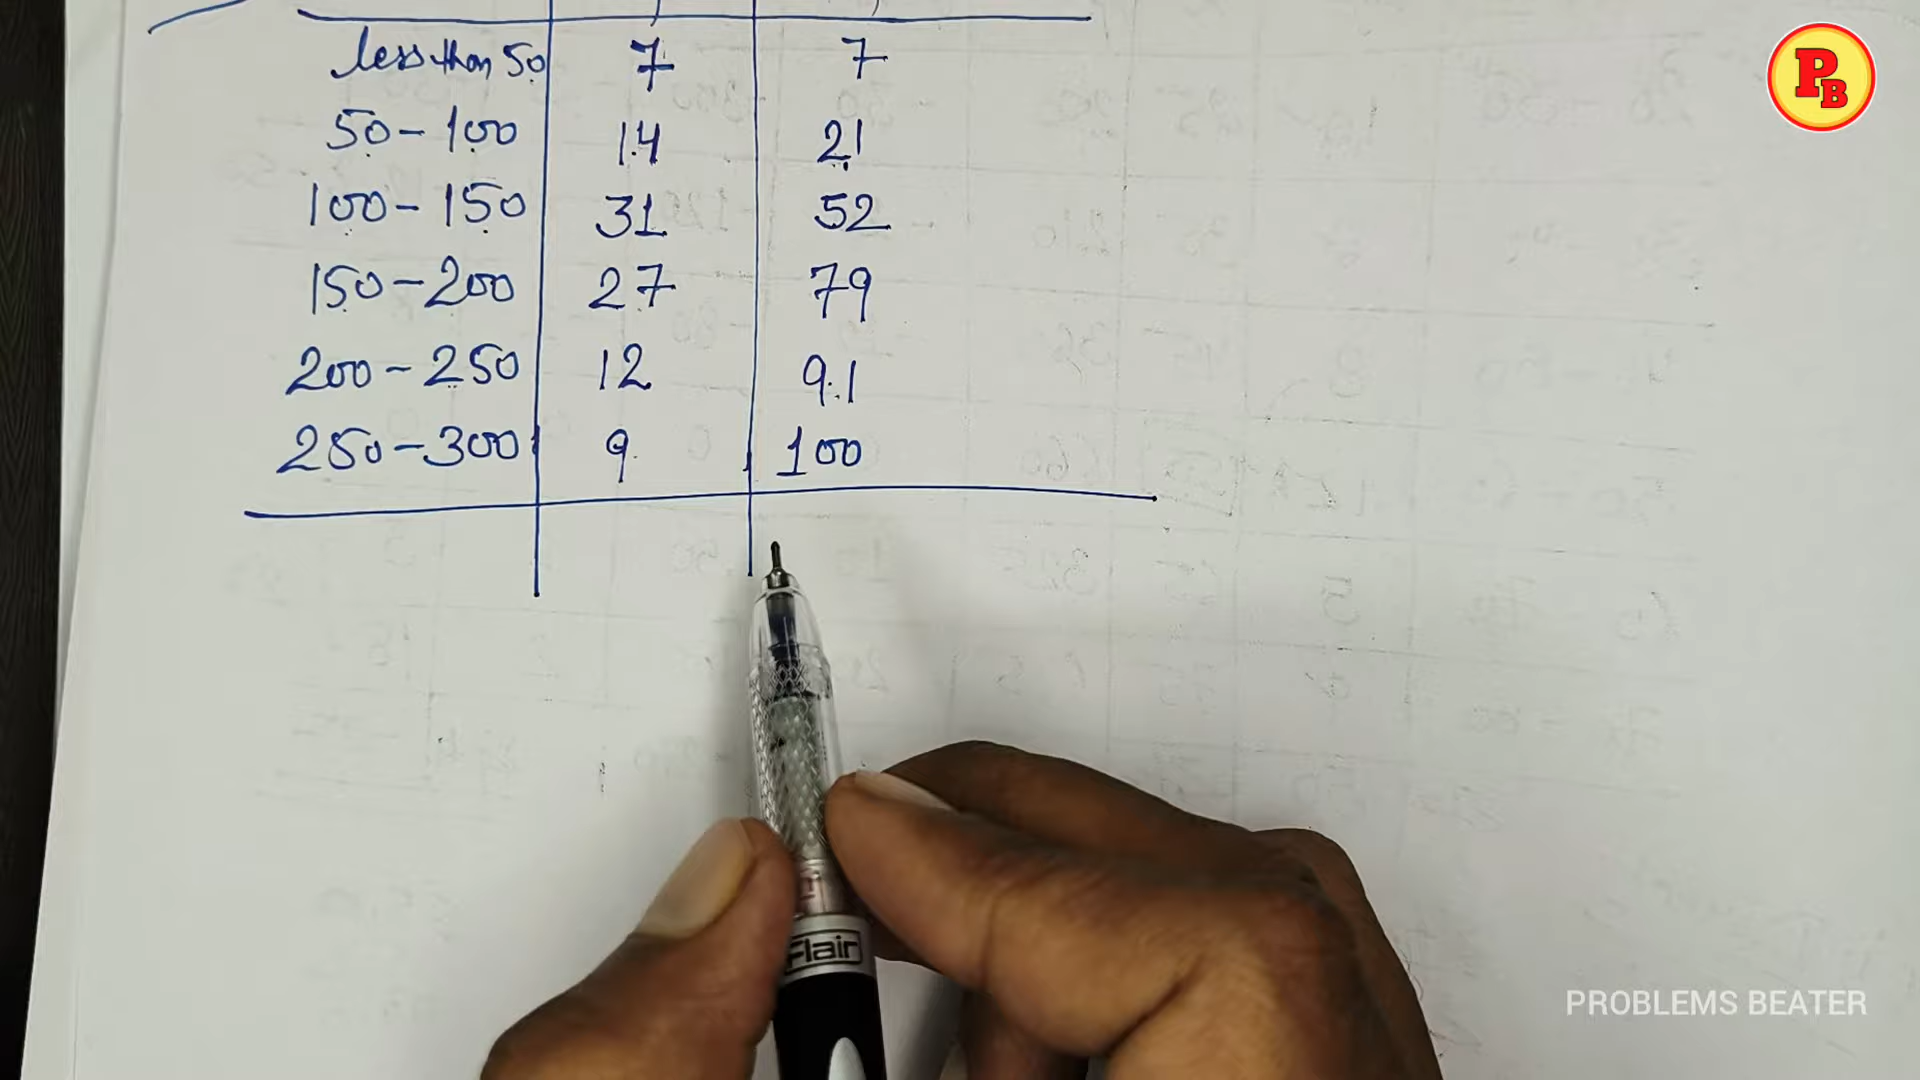 PB
less than 50 7 7
50-100 14 21
100-150 31 52
150-200 27 79
200-250 12 91
250-300 9 100
Flair
PROBLEMS BEATER